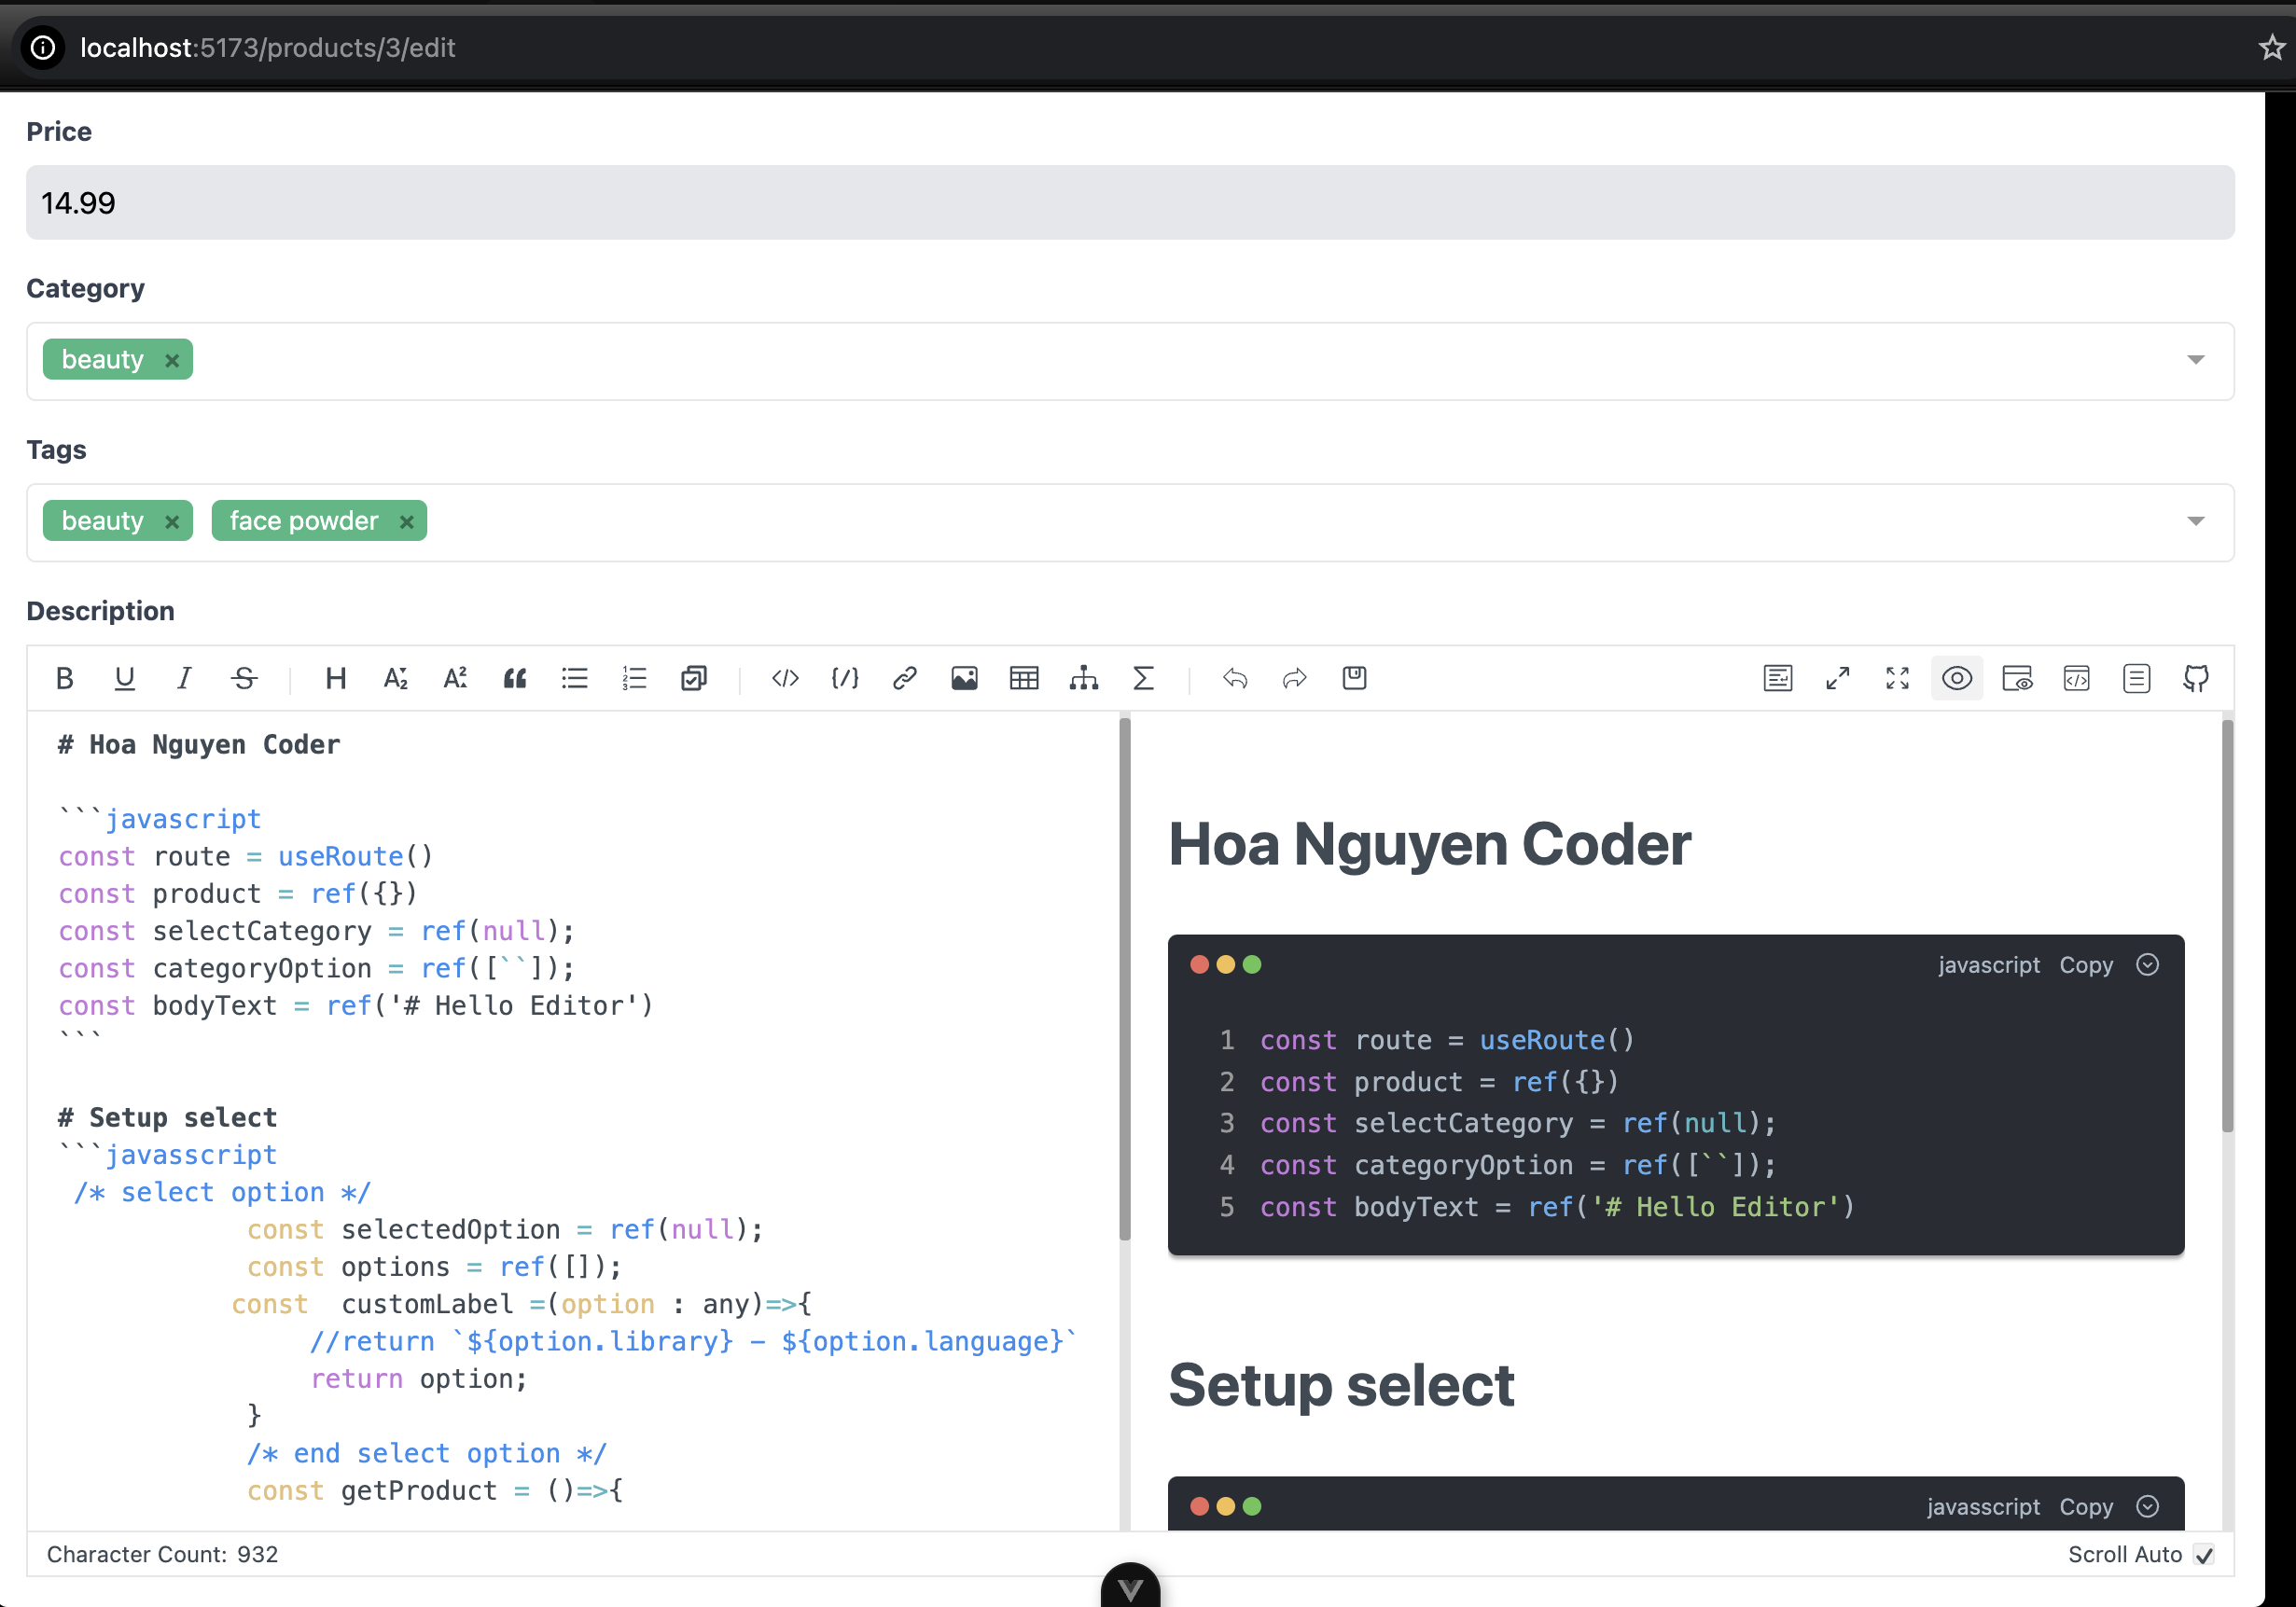 localhost:5173/products/3/edit
Price
14.99
Category
beauty ×
Tags
beauty × face powder ×
Description
# Hoa Nguyen Coder
```javascript
const route = useRoute()
const product = ref({})
const selectCategory = ref(null);
const categoryOption = ref([``]);
const bodyText = ref('# Hello Editor')
```
# Setup select
```javasscript
/* select option */
const selectedOption = ref(null);
const options = ref([]);
const  customLabel =(option : any)=>{
//return `${option.library} - ${option.language}`
return option;
}
/* end select option */
const getProduct = ()=>{
Hoa Nguyen Coder
javascript Copy
1 const route = useRoute()
2 const product = ref({})
3 const selectCategory = ref(null);
4 const categoryOption = ref([``]);
5 const bodyText = ref('# Hello Editor')
Setup select
javasscript Copy
Character Count: 932
Scroll Auto